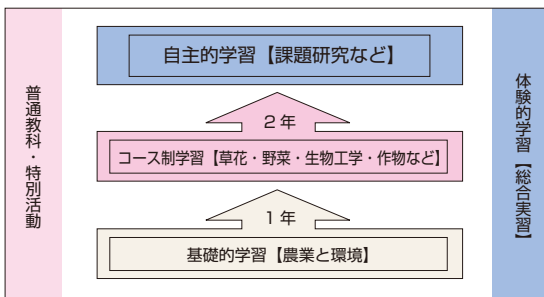 普通教科・特別活動
自主的学習【課題研究など】
2年
コース制学習【草花・野菜・生物工学・作物など】
1年
基礎的学習【農業と環境】
体験的学習【総合実習】